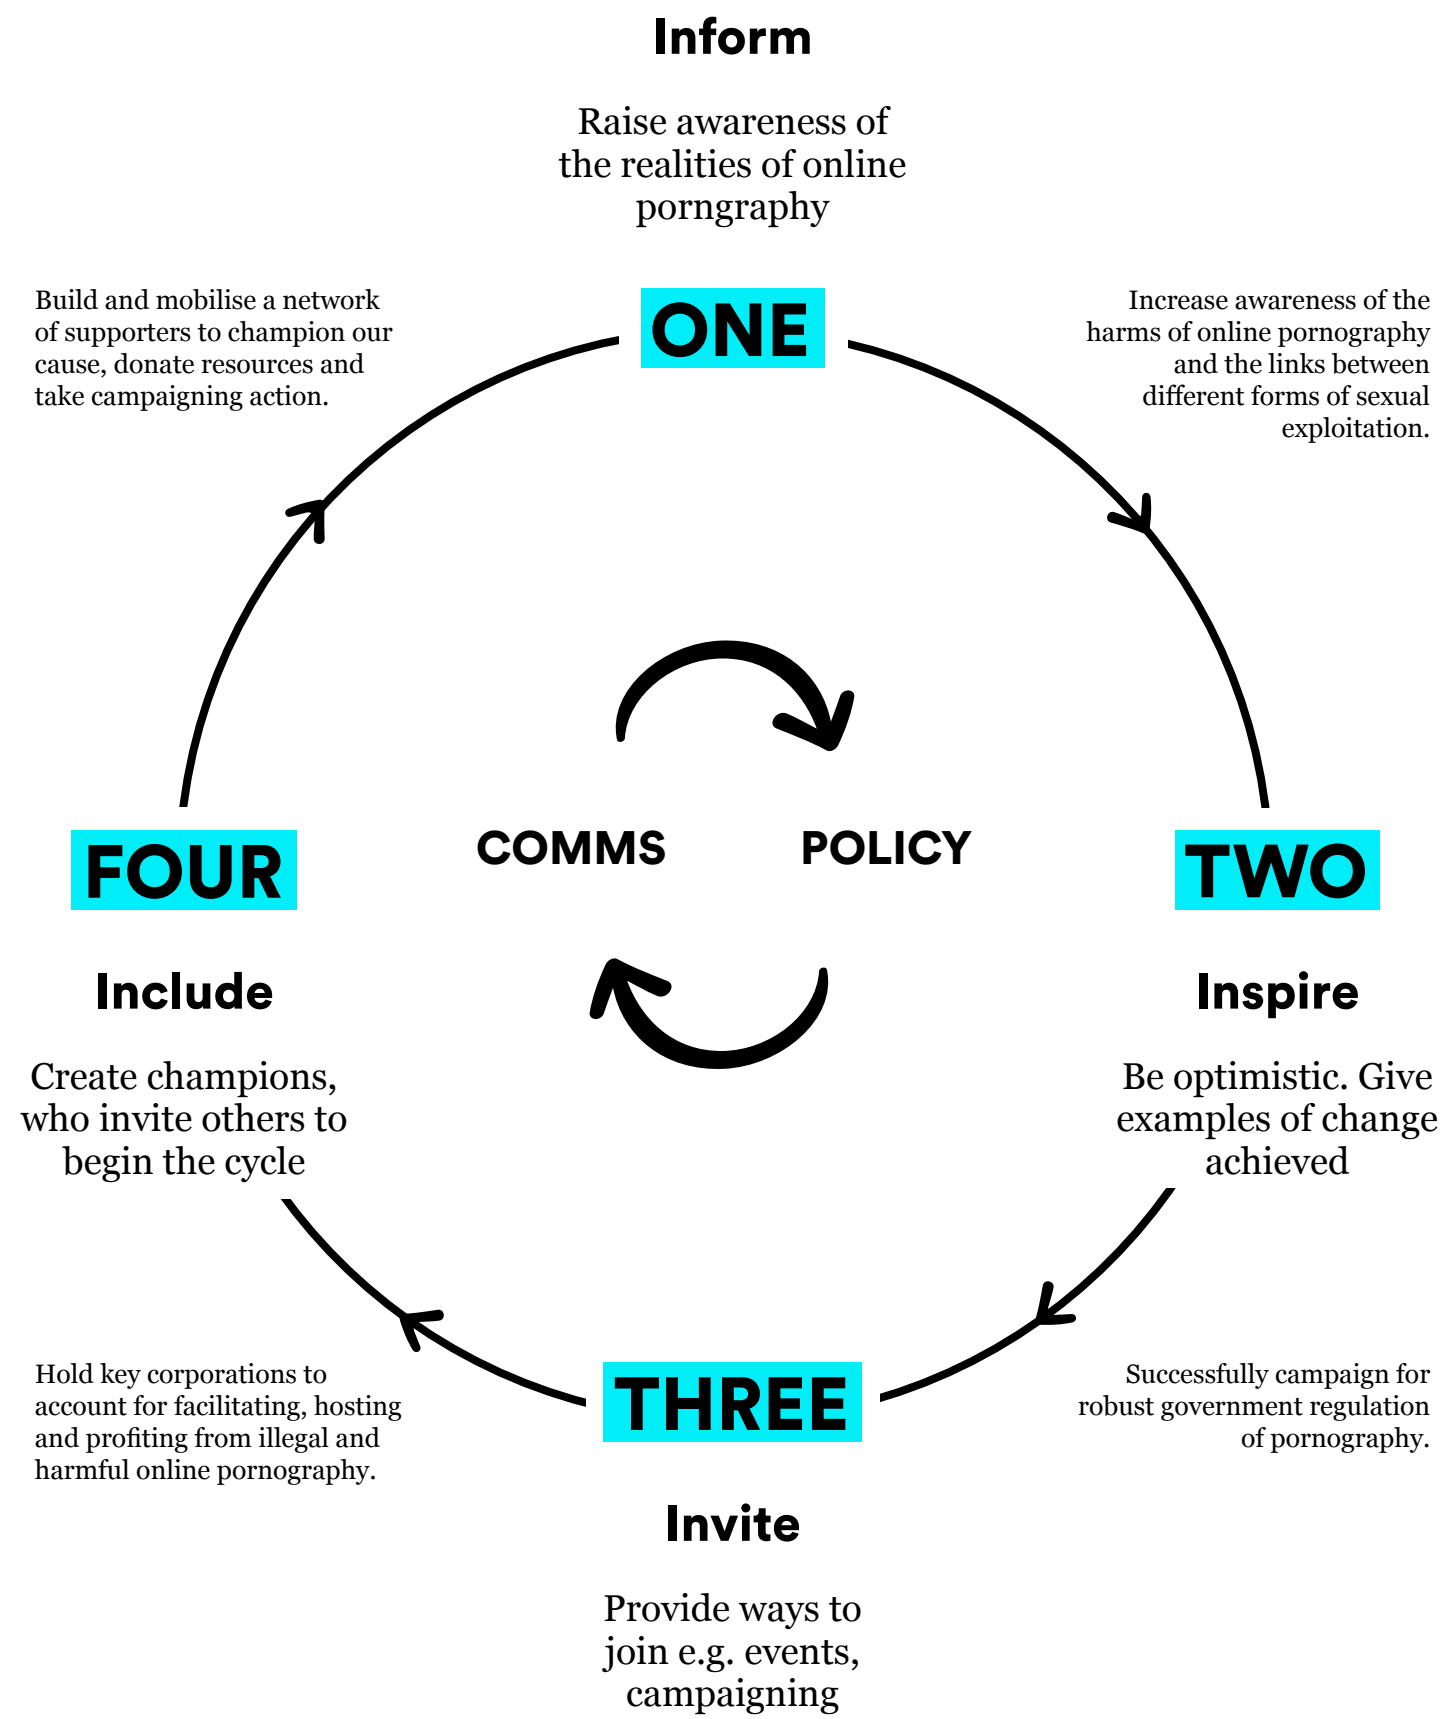 Inform
Raise awareness of
the realities of online
porngraphy
Build and mobilise a network
of supporters to champion our
cause, donate resources and
take campaigning action.
ONE
Increase awareness of the
harms of online pornography
and the links between
different forms of sexual
exploitation.
COMMS
POLICY
FOUR
Include
Create champions,
who invite others to
begin the cycle
TWO
Inspire
Be optimistic. Give
examples of change
achieved
Hold key corporations to
account for facilitating, hosting
and profiting from illegal and
harmful online pornography.
THREE
Invite
Provide ways to
join e.g. events,
campaigning
Successfully campaign for
robust government regulation
of pornography.